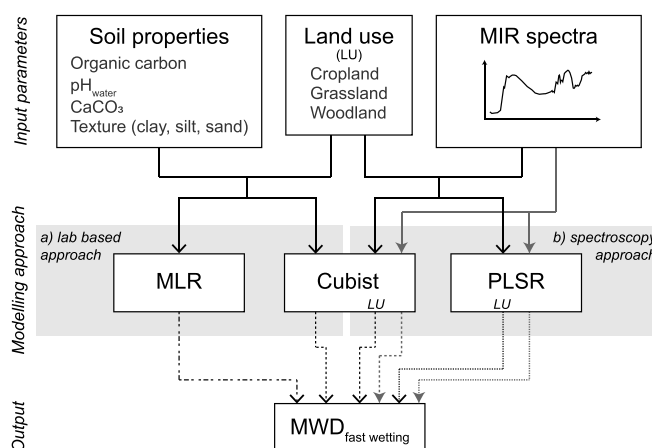 Input parameters
Soil properties
Organic carbon
pHwater
CaCO₃
Texture (clay, silt, sand)
Land use
(LU)
Cropland
Grassland
Woodland
MIR spectra
Modelling approach
a) lab based
approach
b) spectroscopy
approach
MLR
Cubist
LU
PLSR
LU
Output
MWDfast wetting